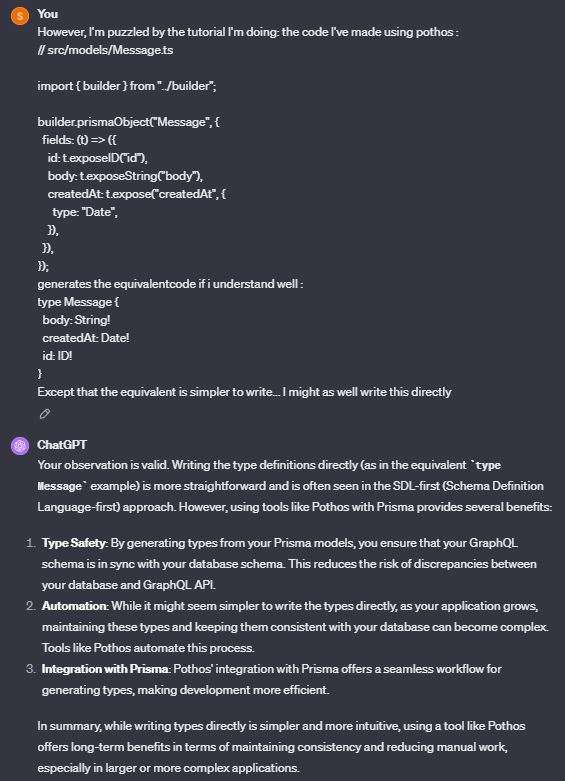 S You
However, I'm puzzled by the tutorial I'm doing: the code I've made using pothos :
// src/models/Message.ts
import { builder } from "../builder";
builder.prismaObject("Message", {
fields: (t) => ({
id: t.exposeID("id"),
body: t.exposeString("body"),
createdAt: t.expose("createdAt", {
type: "Date",
}),
}),
});
generates the equivalentcode if i understand well :
type Message {
body: String!
createdAt: Date!
id: ID!
}
Except that the equivalent is simpler to write... I might as well write this directly
ChatGPT
Your observation is valid. Writing the type definitions directly (as in the equivalent `type
Message` example) is more straightforward and is often seen in the SDL-first (Schema Definition
Language-first) approach. However, using tools like Pothos with Prisma provides several benefits:
1. Type Safety: By generating types from your Prisma models, you ensure that your GraphQL
schema is in sync with your database schema. This reduces the risk of discrepancies between
your database and GraphQL API.
2. Automation: While it might seem simpler to write the types directly, as your application grows,
maintaining these types and keeping them consistent with your database can become complex.
Tools like Pothos automate this process.
3. Integration with Prisma: Pothos' integration with Prisma offers a seamless workflow for
generating types, making development more efficient.
In summary, while writing types directly is simpler and more intuitive, using a tool like Pothos
offers long-term benefits in terms of maintaining consistency and reducing manual work,
especially in larger or more complex applications.